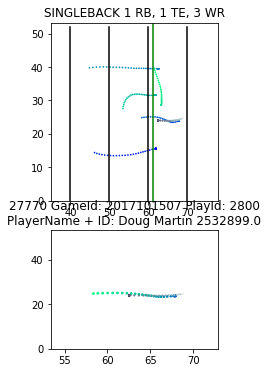 SINGLEBACK 1 RB, 1 TE, 3 WR
50
40
30
20
10
0
40 50 60 70
27770 GameId: 2017101507 PlayId: 2800
PlayerName + ID: Doug Martin 2532899.0
40
20
0
55 60 65 70